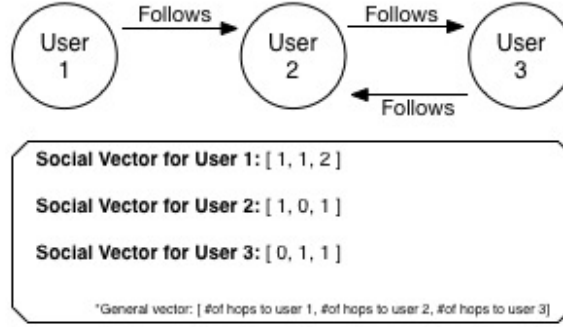 Follows Follows
User User User
1 2 3
Follows
Social Vector for User 1: [ 1, 1, 2 ]
Social Vector for User 2: [ 1, 0, 1 ]
Social Vector for User 3: [ 0, 1, 1 ]
*General vector: [ #of hops to user 1, #of hops to user 2, #of hops to user 3]